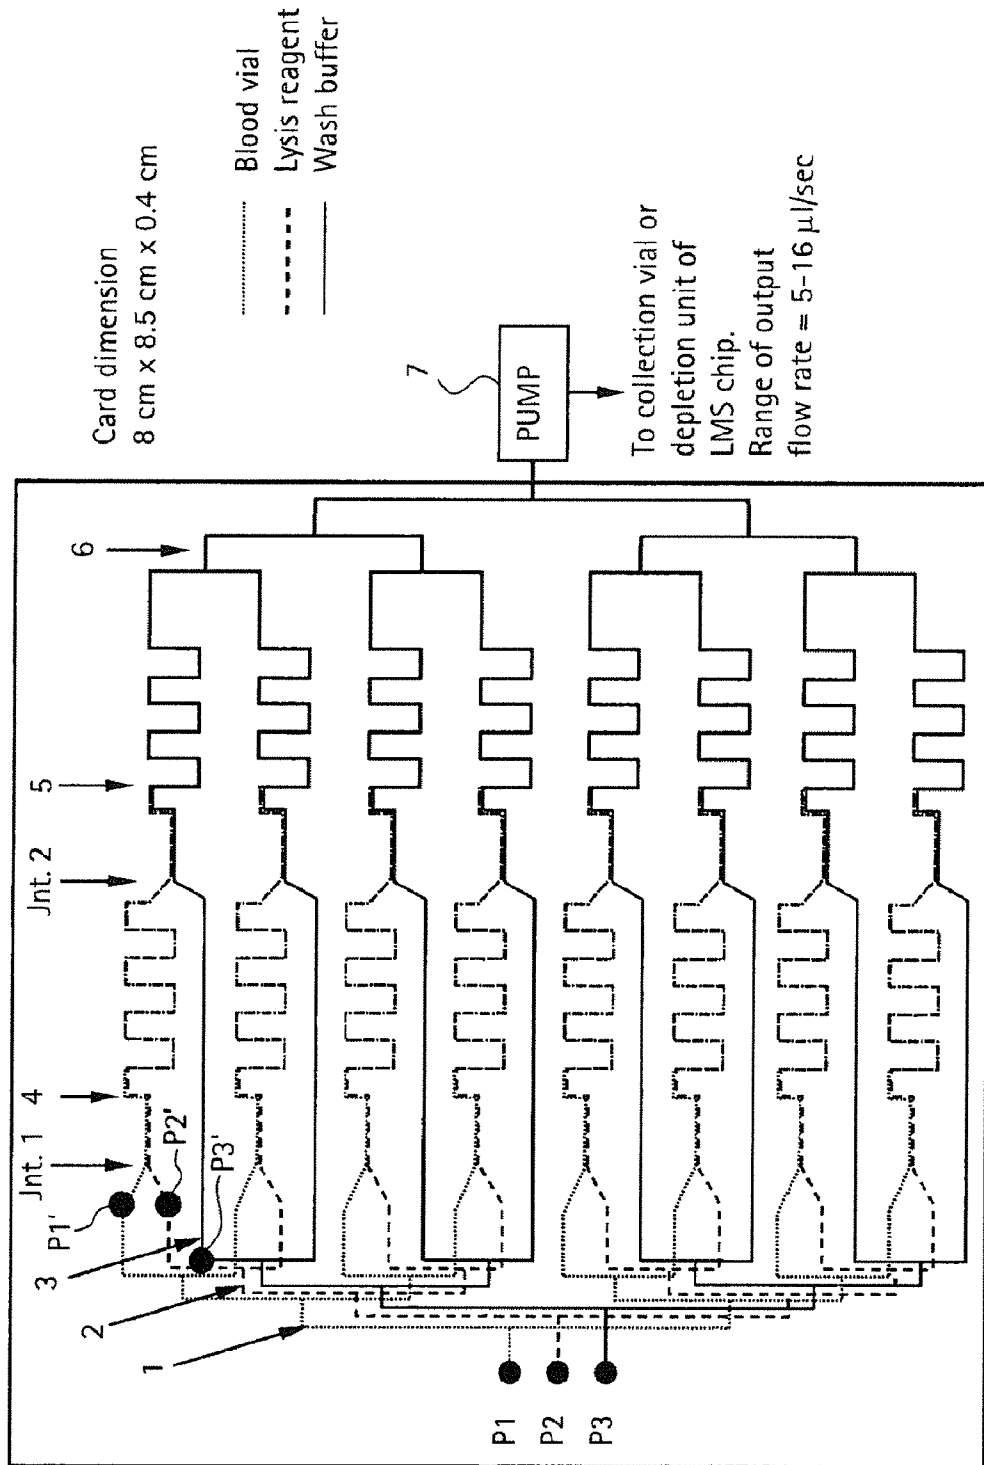 Card dimension
8 cm x 8.5 cm x 0.4 cm
Blood vial
Lysis reagent
Wash buffer
7
PUMP
To collection vial or
depletion unit of
LMS chip.
Range of output
flow rate = 5-16 μl/sec
6
5
Jnt. 2
4
Jnt. 1
P1'
P2'
P3'
3
2
1
P1
P2
P3